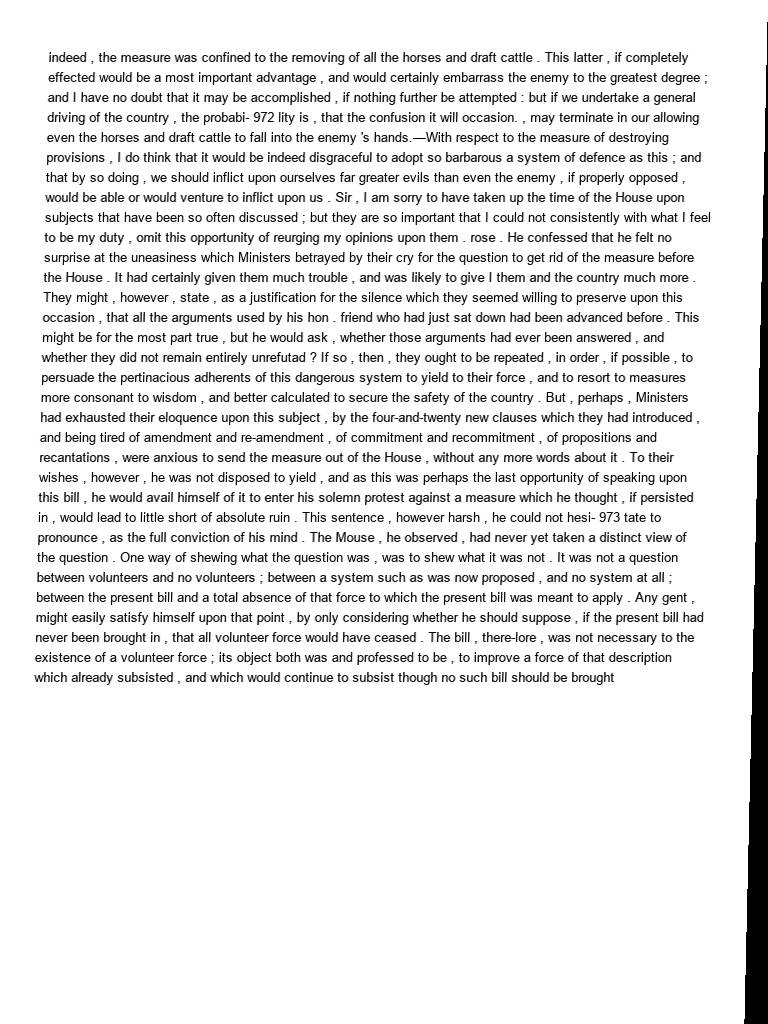 indeed , the measure was confined to the removing of all the horses and draft cattle . This latter , if completely
effected would be a most important advantage , and would certainly embarrass the enemy to the greatest degree ;
and I have no doubt that it may be accomplished , if nothing further be attempted : but if we undertake a general
driving of the country , the probabi- 972 lity is , that the confusion it will occasion. , may terminate in our allowing
even the horses and draft cattle to fall into the enemy 's hands.—With respect to the measure of destroying
provisions , I do think that it would be indeed disgraceful to adopt so barbarous a system of defence as this ; and
that by so doing , we should inflict upon ourselves far greater evils than even the enemy , if properly opposed ,
would be able or would venture to inflict upon us . Sir , I am sorry to have taken up the time of the House upon
subjects that have been so often discussed ; but they are so important that I could not consistently with what I feel
to be my duty , omit this opportunity of reurging my opinions upon them . rose . He confessed that he felt no
surprise at the uneasiness which Ministers betrayed by their cry for the question to get rid of the measure before
the House . It had certainly given them much trouble , and was likely to give I them and the country much more .
They might , however , state , as a justification for the silence which they seemed willing to preserve upon this
occasion , that all the arguments used by his hon . friend who had just sat down had been advanced before . This
might be for the most part true , but he would ask , whether those arguments had ever been answered , and
whether they did not remain entirely unrefutad ? If so , then , they ought to be repeated , in order , if possible , to
persuade the pertinacious adherents of this dangerous system to yield to their force , and to resort to measures
more consonant to wisdom , and better calculated to secure the safety of the country . But , perhaps , Ministers
had exhausted their eloquence upon this subject , by the four-and-twenty new clauses which they had introduced ,
and being tired of amendment and re-amendment , of commitment and recommitment , of propositions and
recantations , were anxious to send the measure out of the House , without any more words about it . To their
wishes , however , he was not disposed to yield , and as this was perhaps the last opportunity of speaking upon
this bill , he would avail himself of it to enter his solemn protest against a measure which he thought , if persisted
in , would lead to little short of absolute ruin . This sentence , however harsh , he could not hesi- 973 tate to
pronounce , as the full conviction of his mind . The Mouse , he observed , had never yet taken a distinct view of
the question . One way of shewing what the question was , was to shew what it was not . It was not a question
between volunteers and no volunteers ; between a system such as was now proposed , and no system at all ;
between the present bill and a total absence of that force to which the present bill was meant to apply . Any gent ,
might easily satisfy himself upon that point , by only considering whether he should suppose , if the present bill had
never been brought in , that all volunteer force would have ceased . The bill , there-lore , was not necessary to the
existence of a volunteer force ; its object both was and professed to be , to improve a force of that description
which already subsisted , and which would continue to subsist though no such bill should be brought